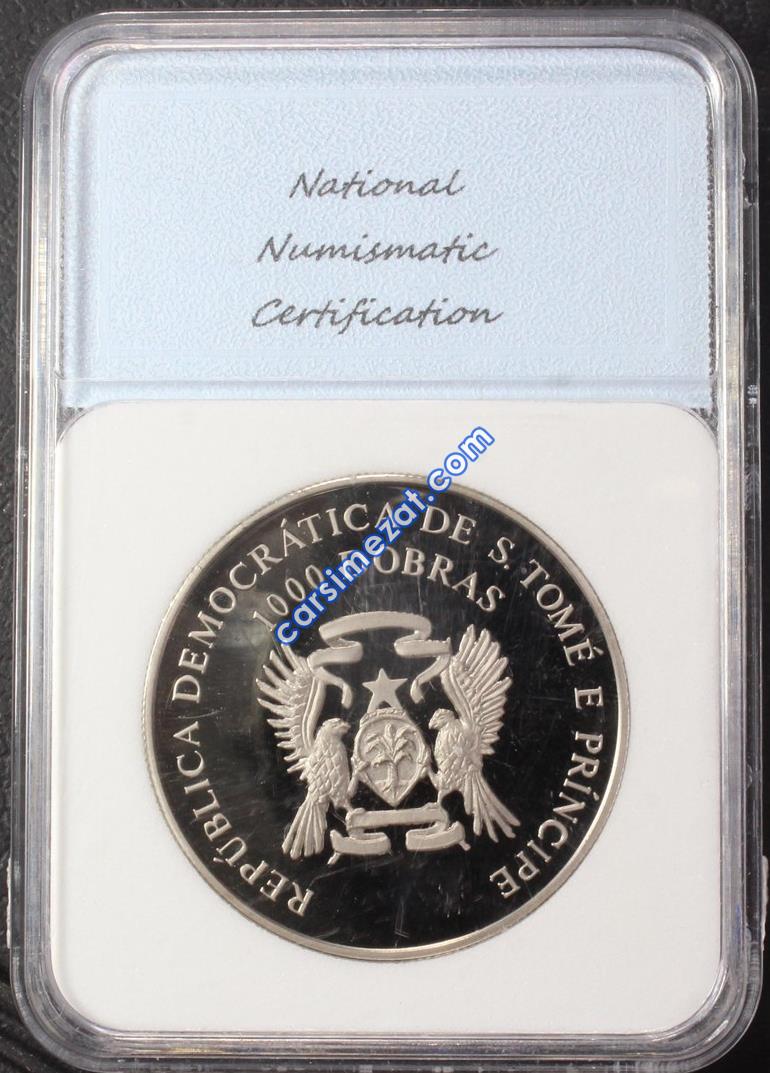 National
Numismatic
Certification
carsimezat.com
REPÚBLICA DEMOCRÁTICA DE S. TOMÉ E PRÍNCIPE
1000 DOBRAS